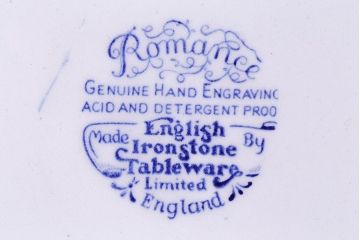 Romance
GENUINE HAND ENGRAVING
ACID AND DETERGENT PROO
Made English By
Ironstone
Tableware
Limited
England